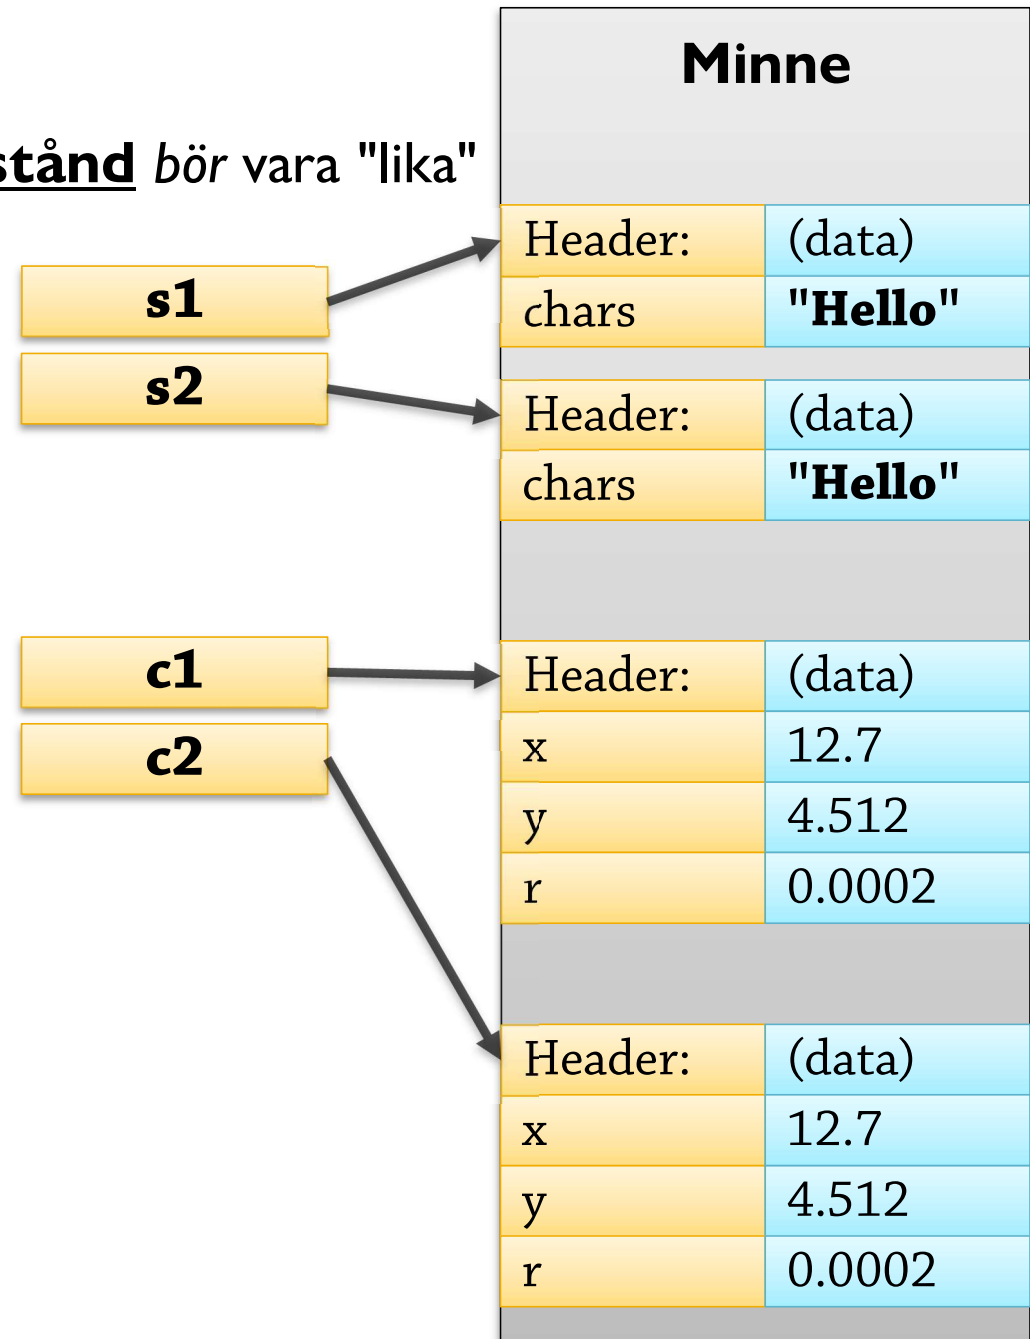 Minne
stånd bör vara "lika"
Header: (data)
s1
chars "Hello"
s2
Header: (data)
chars "Hello"
c1
Header: (data)
c2
x 12.7
y 4.512
r 0.0002
Header: (data)
x 12.7
y 4.512
r 0.0002